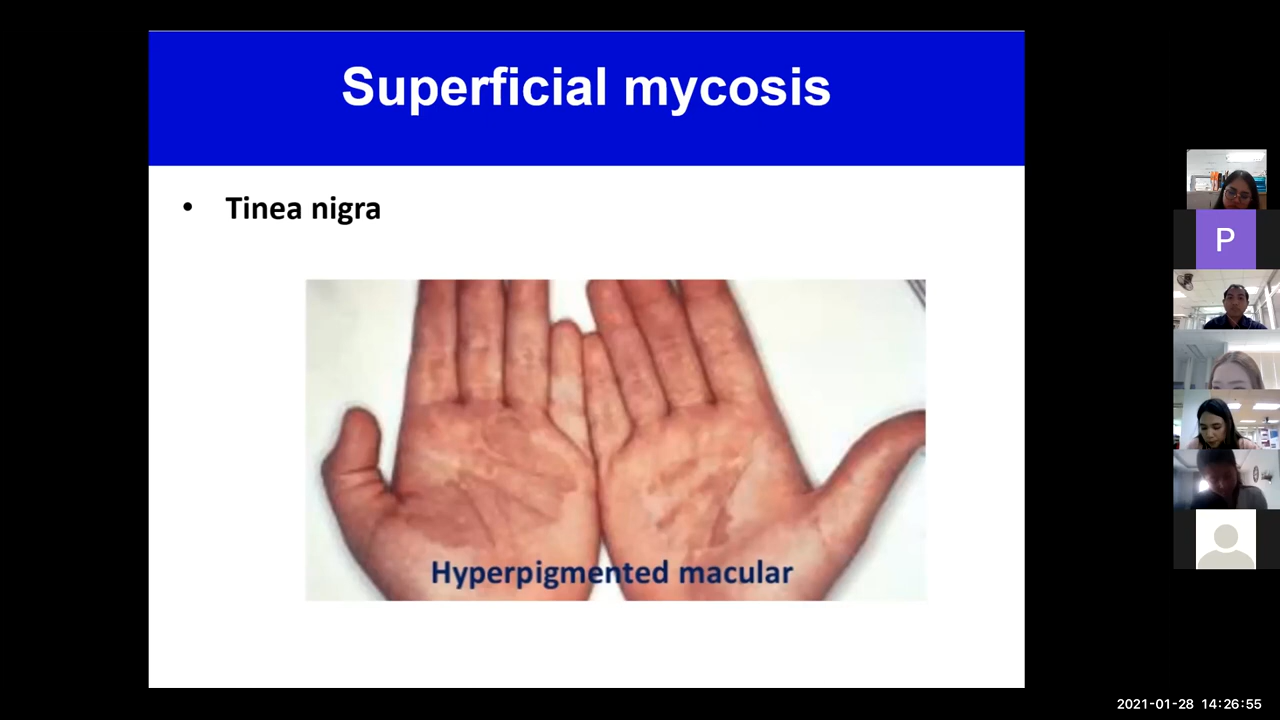 Superficial mycosis
• Tinea nigra
Hyperpigmented macular
P
2021-01-28 14:26:55